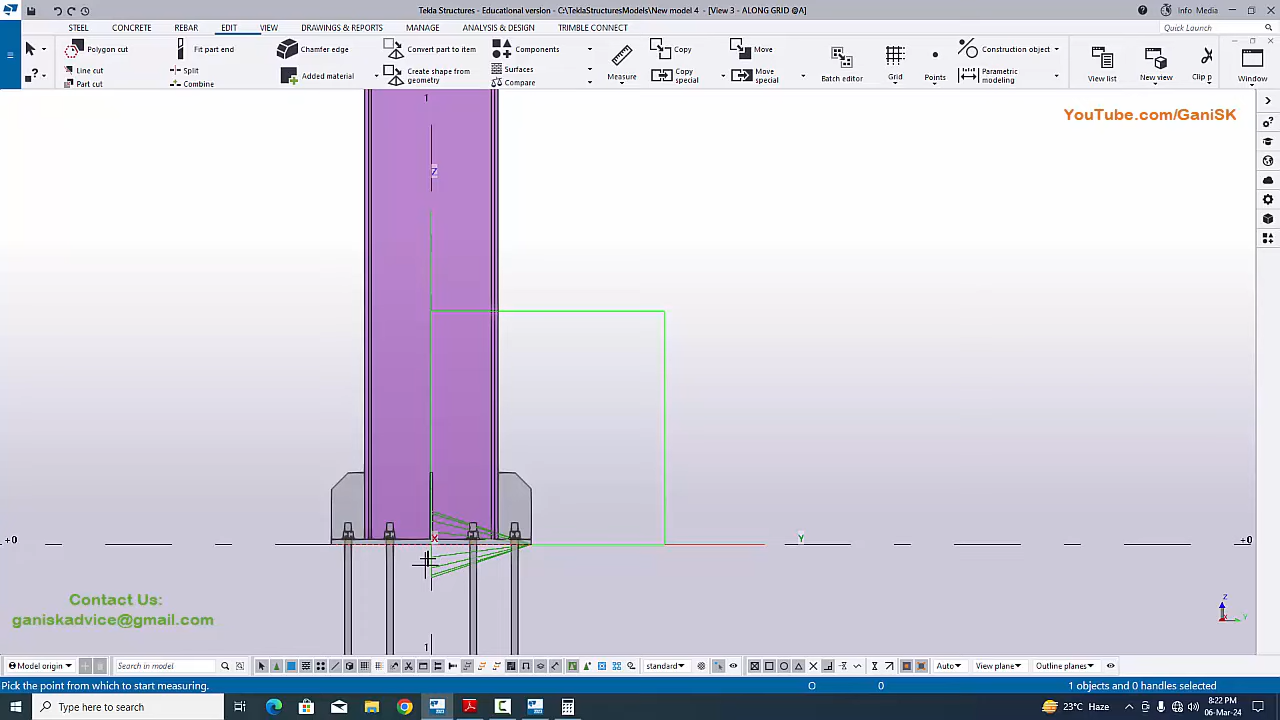 Tekla Structures - Educational version - C:\TeklaStructuresModels\New model 4 - [View 3 - ALONG GRID @A]
Info Media
STEEL CONCRETE REBAR EDIT VIEW DRAWINGS & REPORTS MANAGE ANALYSIS & DESIGN TRIMBLE CONNECT
Quick Launch
Polygon cut Fit part end Chamfer edge Convert part to item Components Copy Move Construction object
Line cut Split Added material Create shape from geometry Surfaces Measure Copy special Move special Batch editor Grid Points Parametric modeling View list New view Clip Window
Part cut Combine Compare
YouTube.com/GaniSK
1
Z
X
Y
+0
+0
Contact Us:
ganiskadvice@gmail.com
1
Z
Y
Model origin Search in model standard Auto View plane Outline planes
Pick the point from which to start measuring. O 0 1 objects and 0 handles selected
Type here to search 23°C Haze 8:22 PM
06-Mar-24